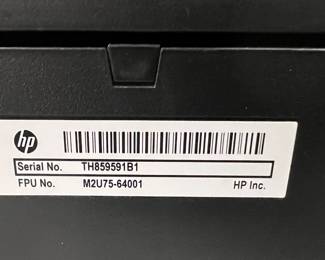 hp
Serial No. TH859591B1
FPU No. M2U75-64001 HP Inc.